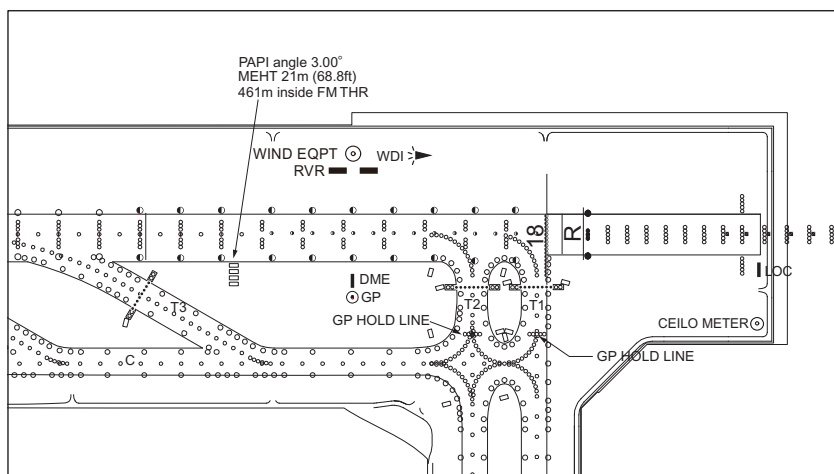 PAPI angle 3.00°
MEHT 21m (68.8ft)
461m inside FM THR
WIND EQPT
WDI
RVR
18
R
DME
GP
LOC
T3
T2
T1
GP HOLD LINE
CEILO METER
GP HOLD LINE
C